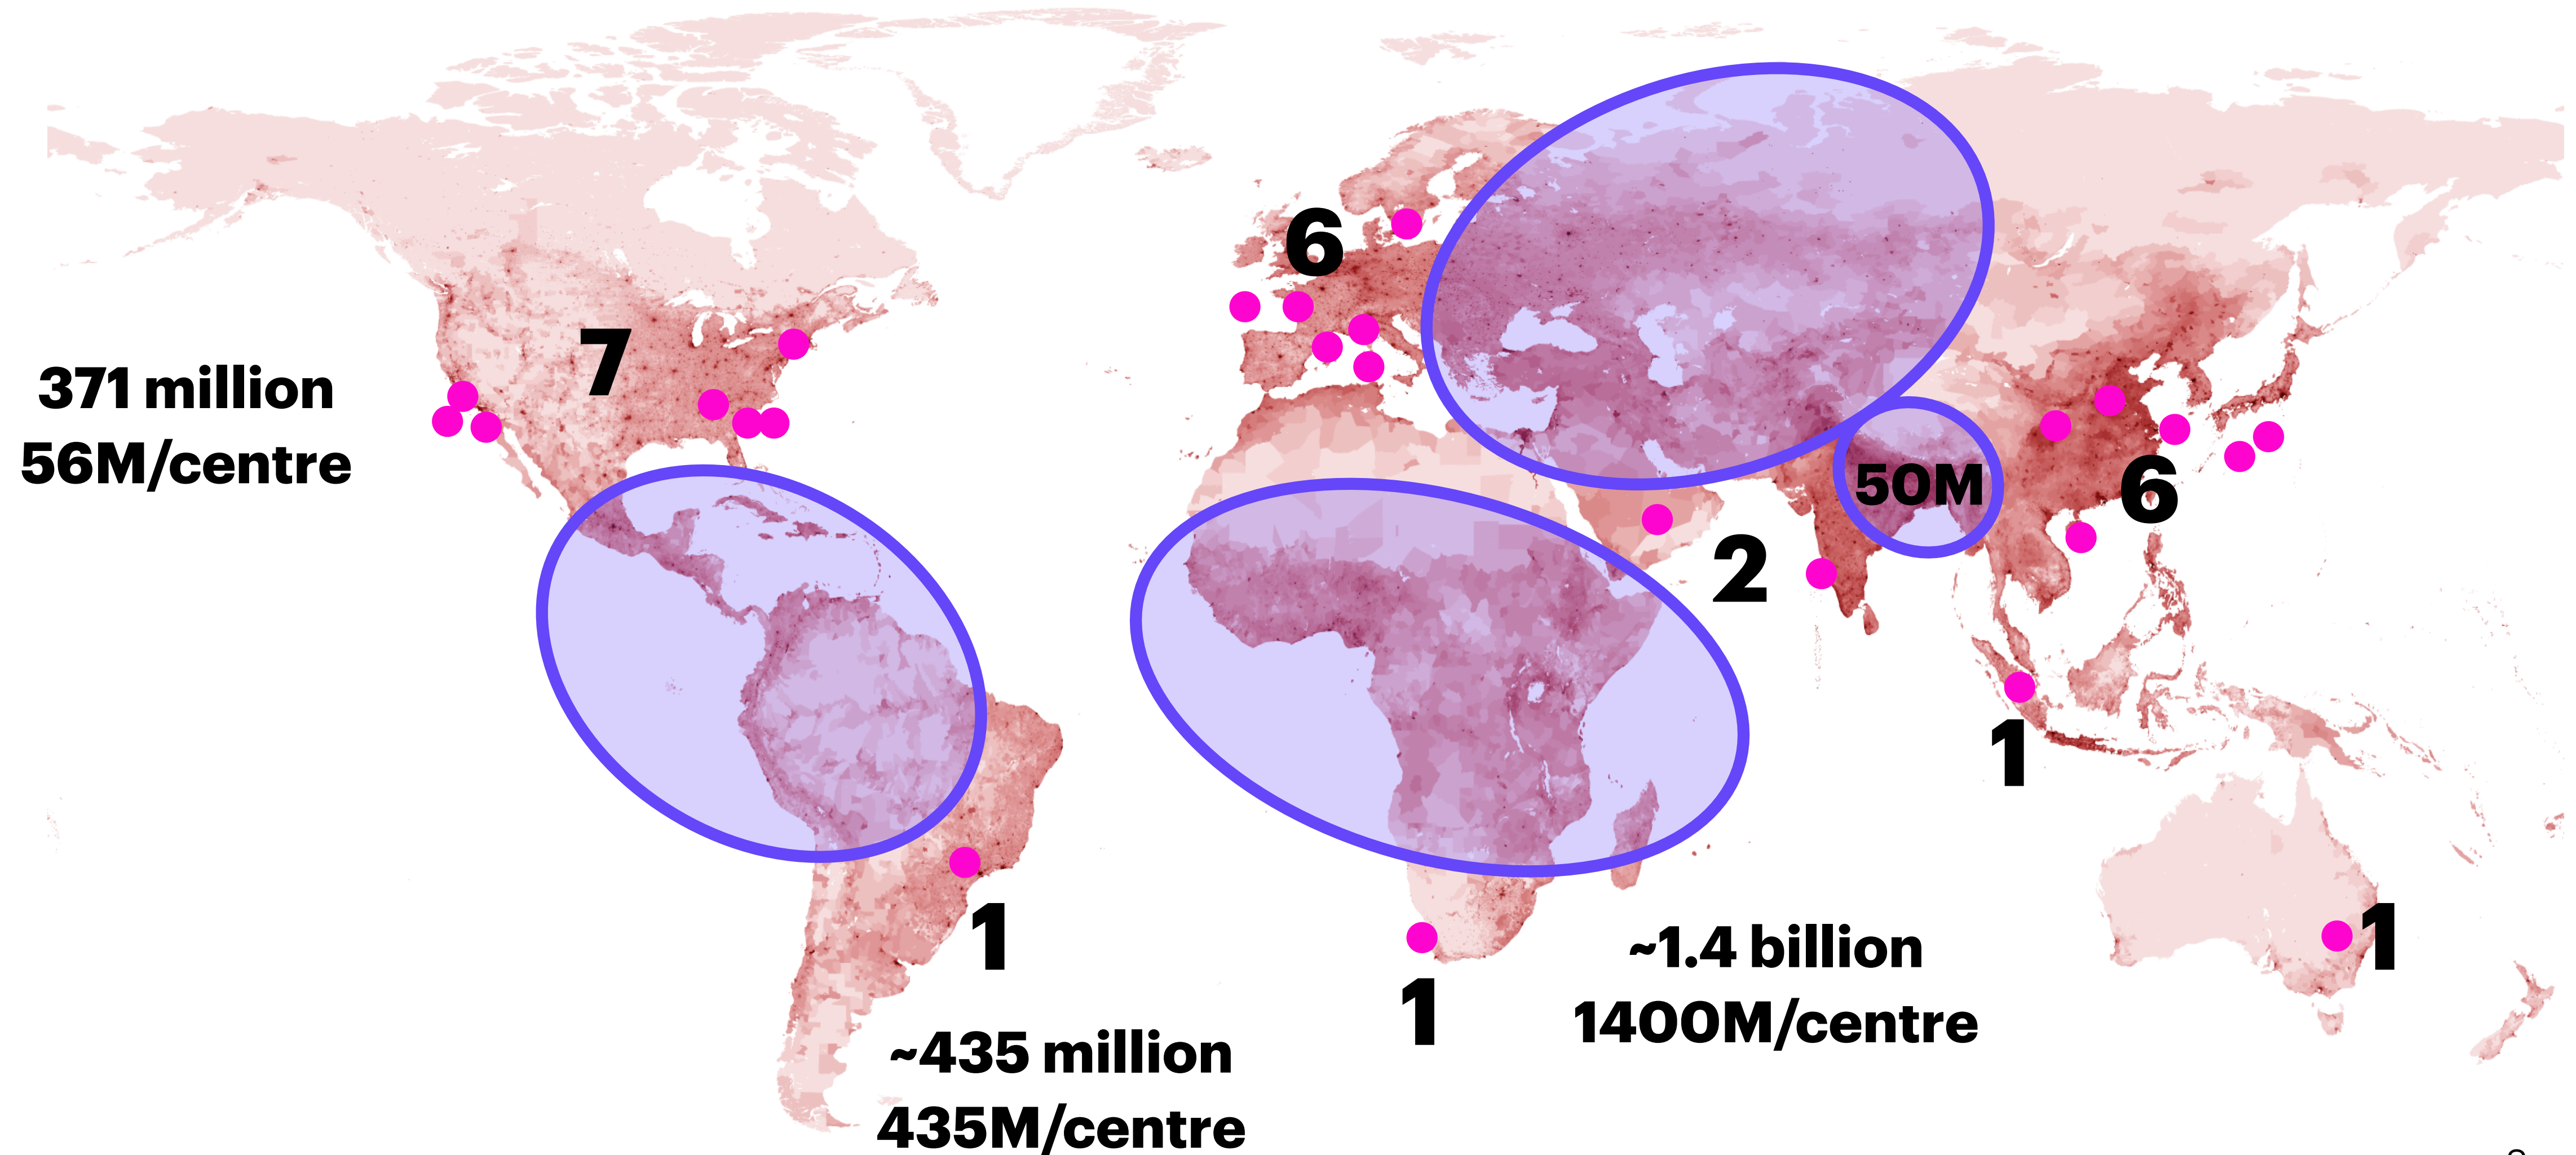 6
7
371 million
56M/centre
50M
6
2
1
1
1
~1.4 billion
1400M/centre
1
~435 million
435M/centre